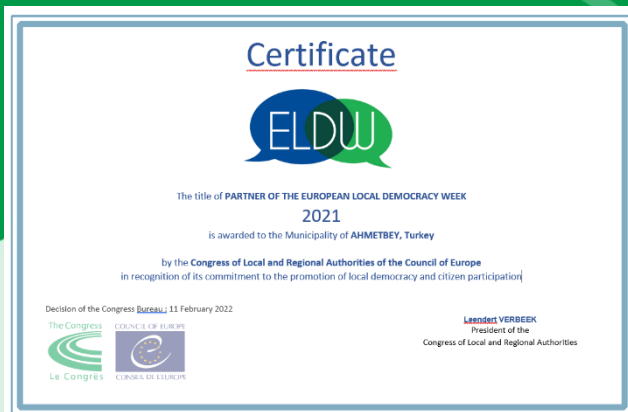 Certificate
ELDW
The title of PARTNER OF THE EUROPEAN LOCAL DEMOCRACY WEEK
2021
is awarded to the Municipality of AHMETBEY, Turkey
by the Congress of Local and Regional Authorities of the Council of Europe
in recognition of its commitment to the promotion of local democracy and citizen participation
Decision of the Congress Bureau : 11 February 2022
The Congress
Le Congrès
COUNCIL OF EUROPE
CONSEIL DE L'EUROPE
Leendert VERBEEK
President of the
Congress of Local and Regional Authorities